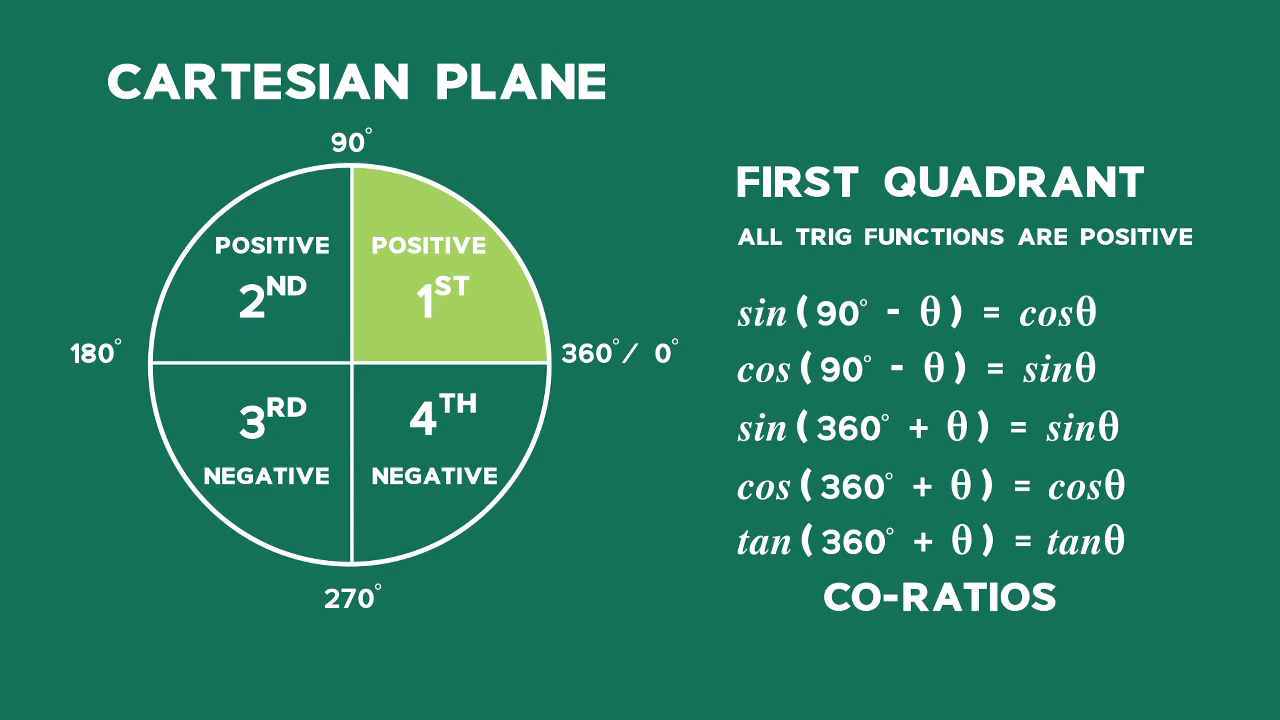 CARTESIAN PLANE
90°
POSITIVE POSITIVE
2ND 1ST
180° 360°/ 0°
3RD 4TH
NEGATIVE NEGATIVE
270°
FIRST QUADRANT
ALL TRIG FUNCTIONS ARE POSITIVE
sin(90° - θ) = cosθ
cos(90° - θ) = sinθ
sin(360° + θ) = sinθ
cos(360° + θ) = cosθ
tan(360° + θ) = tanθ
CO-RATIOS